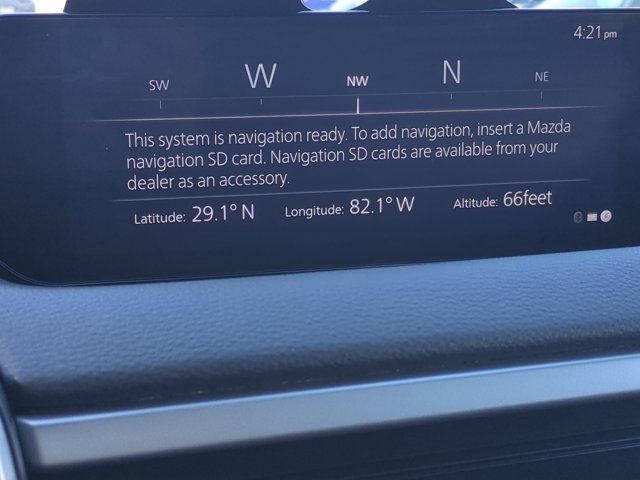 4:21 pm
SW W NW N NE
This system is navigation ready. To add navigation, insert a Mazda
navigation SD card. Navigation SD cards are available from your
dealer as an accessory.
Latitude: 29.1° N Longitude: 82.1° W Altitude: 66feet